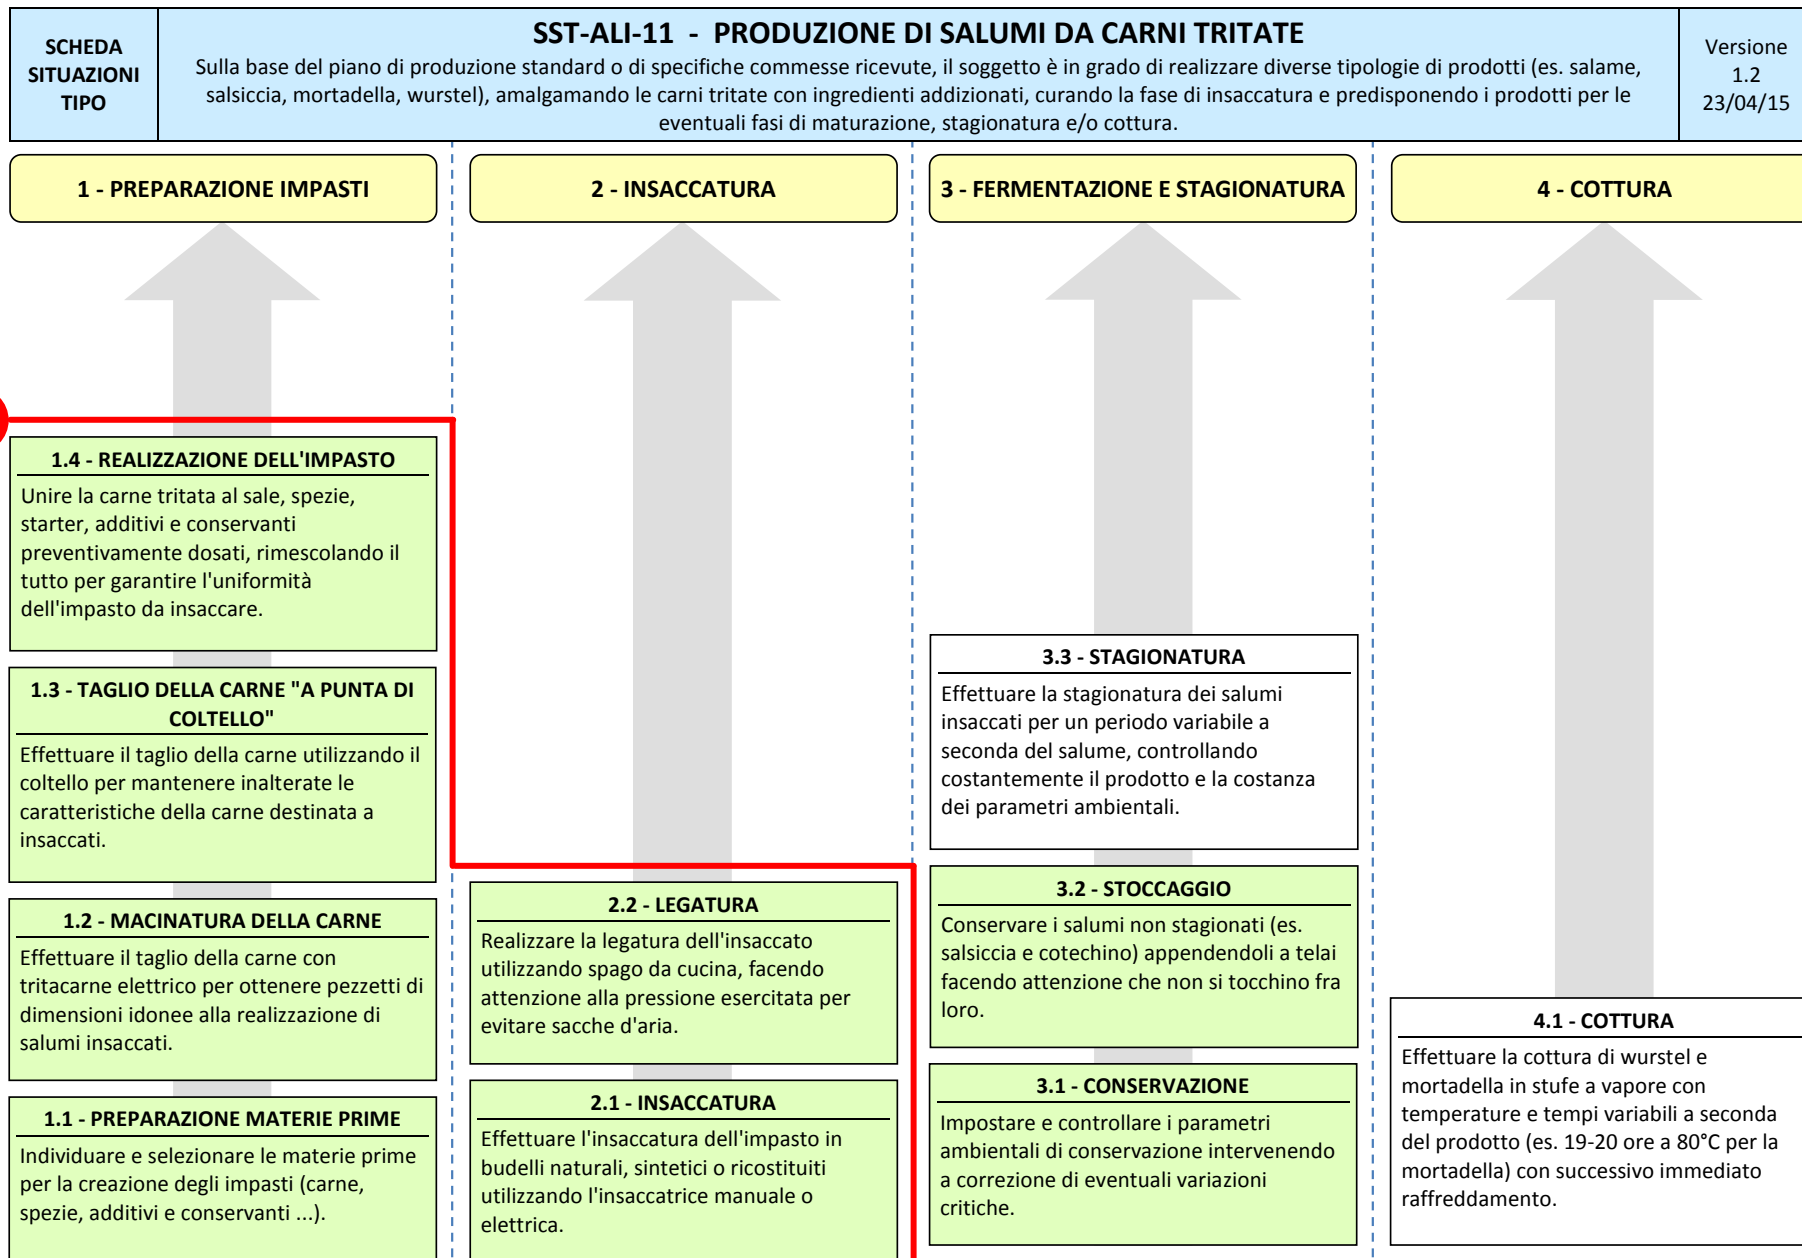 SCHEDA
SITUAZIONI
TIPO
SST-ALI-11 - PRODUZIONE DI SALUMI DA CARNI TRITATE
Sulla base del piano di produzione standard o di specifiche commesse ricevute, il soggetto è in grado di realizzare diverse tipologie di prodotti (es. salame,
salsiccia, mortadella, wurstel), amalgamando le carni tritate con ingredienti addizionati, curando la fase di insaccatura e predisponendo i prodotti per le
eventuali fasi di maturazione, stagionatura e/o cottura.
Versione
1.2
23/04/15
1 - PREPARAZIONE IMPASTI
1.4 - REALIZZAZIONE DELL'IMPASTO
Unire la carne tritata al sale, spezie,
starter, additivi e conservanti
preventivamente dosati, rimescolando il
tutto per garantire l'uniformità
dell'impasto da insaccare.
1.3 - TAGLIO DELLA CARNE "A PUNTA DI
COLTELLO"
Effettuare il taglio della carne utilizzando il
coltello per mantenere inalterate le
caratteristiche della carne destinata a
insaccati.
1.2 - MACINATURA DELLA CARNE
Effettuare il taglio della carne con
tritacarne elettrico per ottenere pezzetti di
dimensioni idonee alla realizzazione di
salumi insaccati.
1.1 - PREPARAZIONE MATERIE PRIME
Individuare e selezionare le materie prime
per la creazione degli impasti (carne,
spezie, additivi e conservanti ...).
2 - INSACCATURA
2.2 - LEGATURA
Realizzare la legatura dell'insaccato
utilizzando spago da cucina, facendo
attenzione alla pressione esercitata per
evitare sacche d'aria.
2.1 - INSACCATURA
Effettuare l'insaccatura dell'impasto in
budelli naturali, sintetici o ricostituiti
utilizzando l'insaccatrice manuale o
elettrica.
3 - FERMENTAZIONE E STAGIONATURA
3.3 - STAGIONATURA
Effettuare la stagionatura dei salumi
insaccati per un periodo variabile a
seconda del salume, controllando
costantemente il prodotto e la costanza
dei parametri ambientali.
3.2 - STOCCAGGIO
Conservare i salumi non stagionati (es.
salsiccia e cotechino) appendendoli a telai
facendo attenzione che non si tocchino fra
loro.
3.1 - CONSERVAZIONE
Impostare e controllare i parametri
ambientali di conservazione intervenendo
a correzione di eventuali variazioni
critiche.
4 - COTTURA
4.1 - COTTURA
Effettuare la cottura di wurstel e
mortadella in stufe a vapore con
temperature e tempi variabili a seconda
del prodotto (es. 19-20 ore a 80°C per la
mortadella) con successivo immediato
raffreddamento.